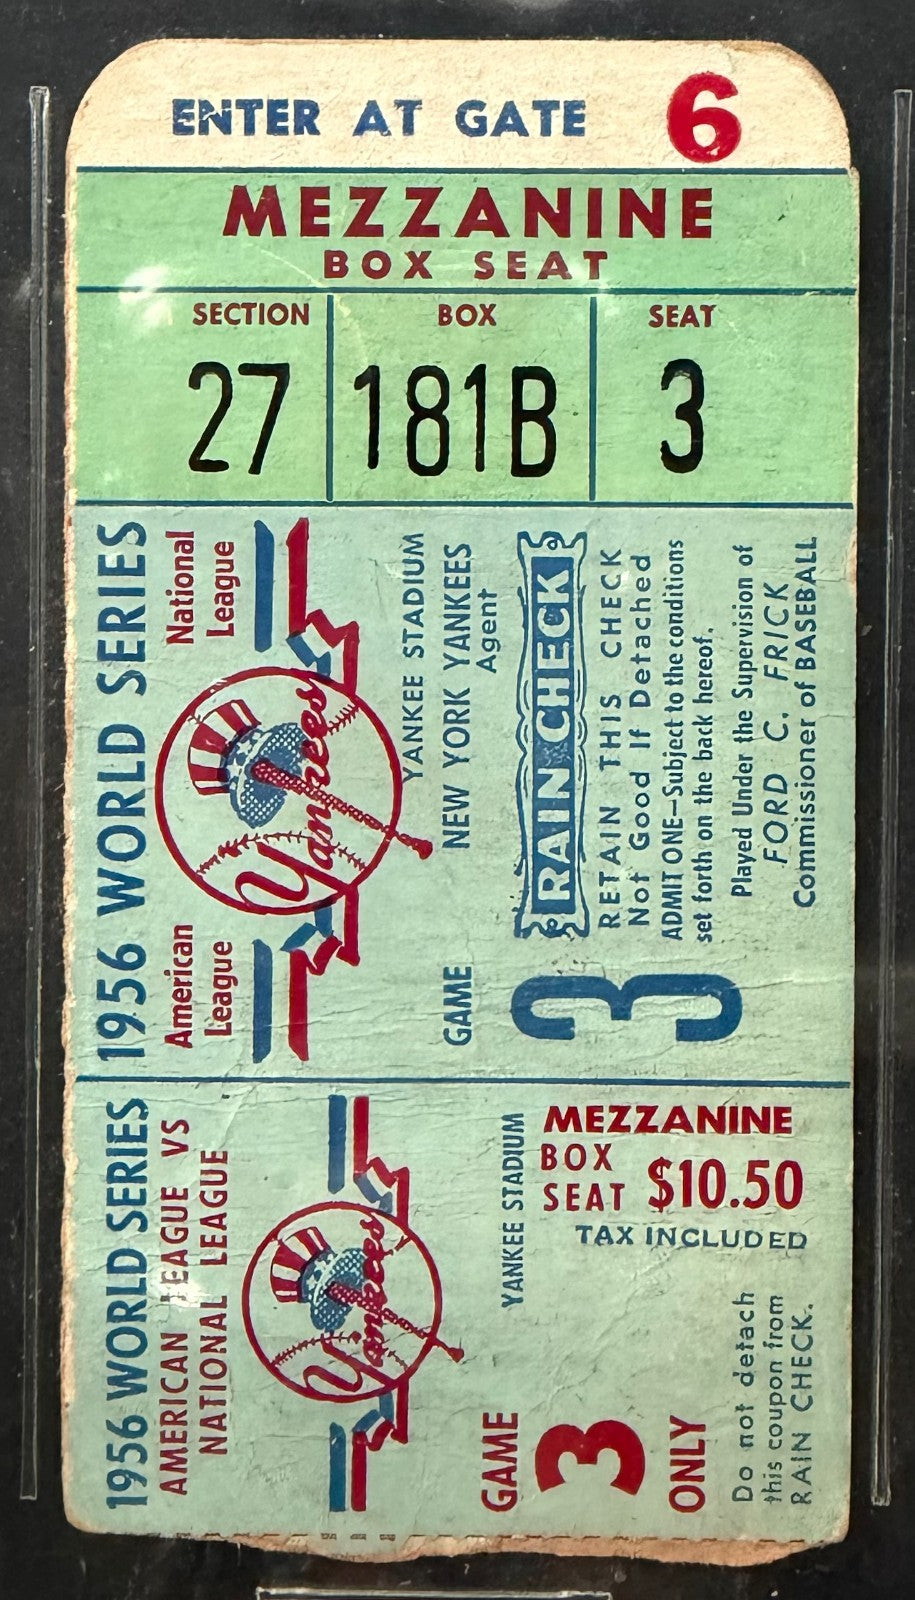 ENTER AT GATE 6
MEZZANINE
BOX SEAT
SECTION BOX SEAT
27 181B 3
1956 WORLD SERIES
American
League
National
League
Yankees
YANKEE STADIUM
NEW YORK YANKEES
Agent
GAME
3
RAIN CHECK
RETAIN THIS CHECK
Not Good If Detached
ADMIT ONE—Subject to the conditions
set forth on the back hereof.
Played Under the Supervision of
FORD C. FRICK
Commissioner of BASEBALL
1956 WORLD SERIES
AMERICAN LEAGUE VS
NATIONAL LEAGUE
Yankees
YANKEE STADIUM
MEZZANINE
BOX
SEAT $10.50
TAX INCLUDED
GAME
3
ONLY
Do not detach
this coupon from
RAIN CHECK.